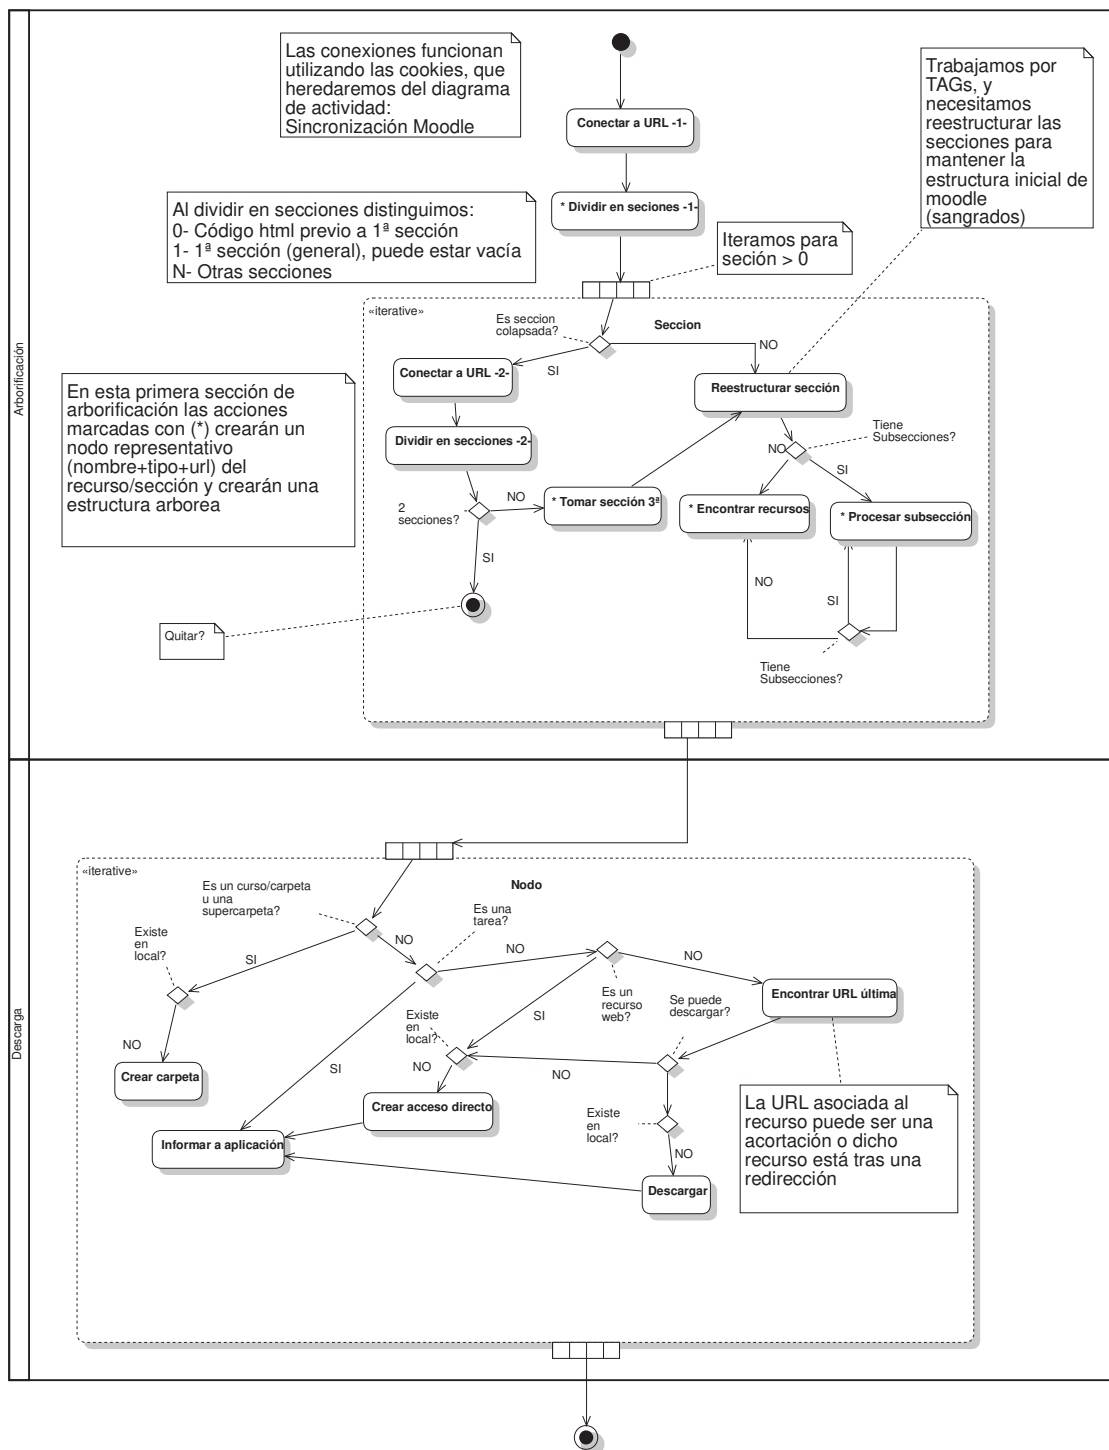 Arborificación
Las conexiones funcionan
utilizando las cookies, que
heredaremos del diagrama
de actividad:
Sincronización Moodle
Trabajamos por
TAGs, y
necesitamos
reestructurar las
secciones para
mantener la
estructura inicial de
moodle
(sangrados)
Conectar a URL -1-
Al dividir en secciones distinguimos:
0- Código html previo a 1ª sección
1- 1ª sección (general), puede estar vacía
N- Otras secciones
* Dividir en seciones -1-
Iteramos para
seción > 0
«iterative»
Es seccion
colapsada?
Seccion
NO
SI
Conectar a URL -2-
Reestructurar sección
En esta primera sección de
arborificación las acciones
marcadas con (*) crearán un
nodo representativo
(nombre+tipo+url) del
recurso/sección y crearán una
estructura arborea
Dividir en secciones -2-
Tiene
Subsecciones?
NO
SI
2
secciones?
NO
* Tomar sección 3ª
* Encontrar recursos
* Procesar subsección
SI
NO
SI
Quitar?
Tiene
Subsecciones?
Descarga
«iterative»
Es un curso/carpeta
u una
supercarpeta?
Nodo
Es una
tarea?
Existe
en
local?
SI
NO
NO
NO
Es un
recurso
web?
Se puede
descargar?
Encontrar URL última
Existe
en
local?
SI
NO
SI
NO
NO
Crear carpeta
Crear acceso directo
Existe
en
local?
La URL asociada al
recurso puede ser una
acortación o dicho
recurso está tras una
redirección
Informar a aplicación
NO
Descargar